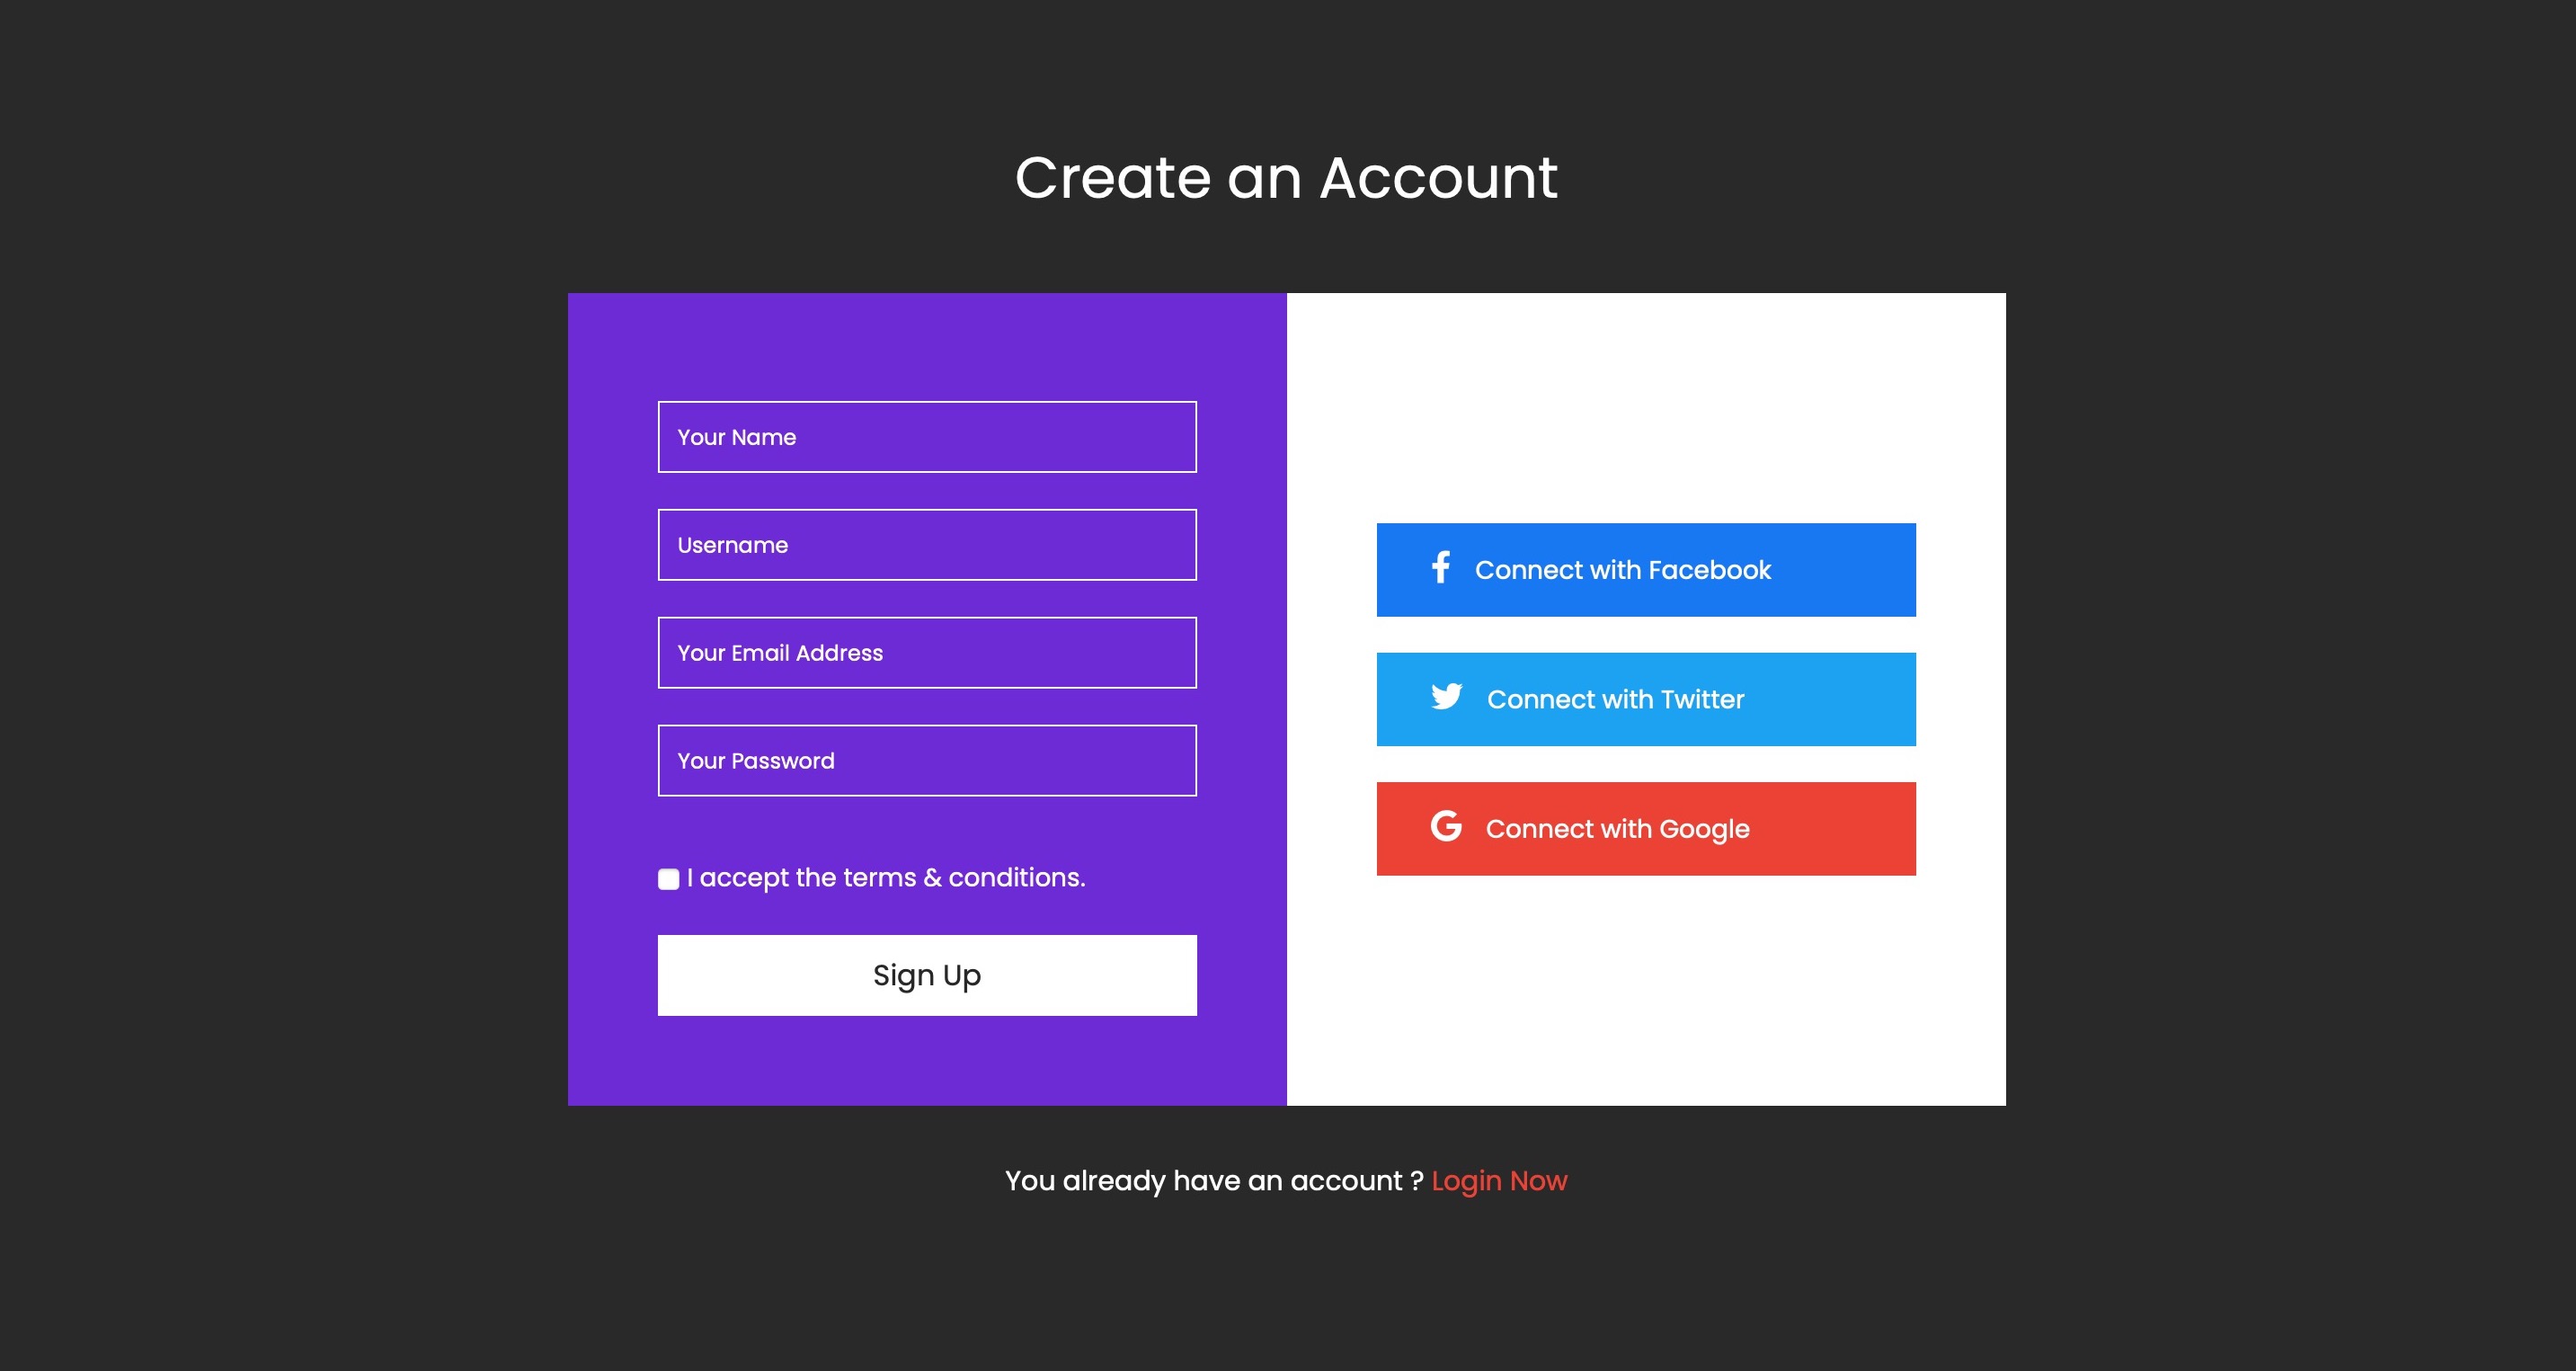 Create an Account
Your Name
Username
Your Email Address
Your Password
I accept the terms & conditions.
Sign Up
Connect with Facebook
Connect with Twitter
Connect with Google
You already have an account ? Login Now